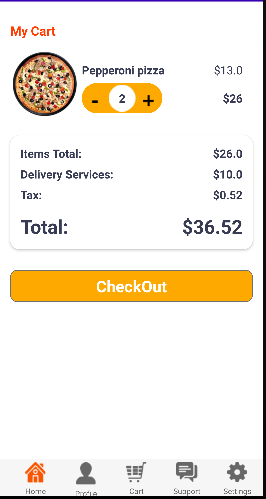 My Cart
Pepperoni pizza $13.0
- 2 + $26
Items Total: $26.0
Delivery Services: $10.0
Tax: $0.52
Total: $36.52
CheckOut
Home Profile Cart Support Settings